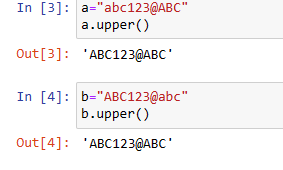 In [3]: a="abc123@ABC"
a.upper()
Out[3]: 'ABC123@ABC'
In [4]: b="ABC123@abc"
b.upper()
Out[4]: 'ABC123@ABC'